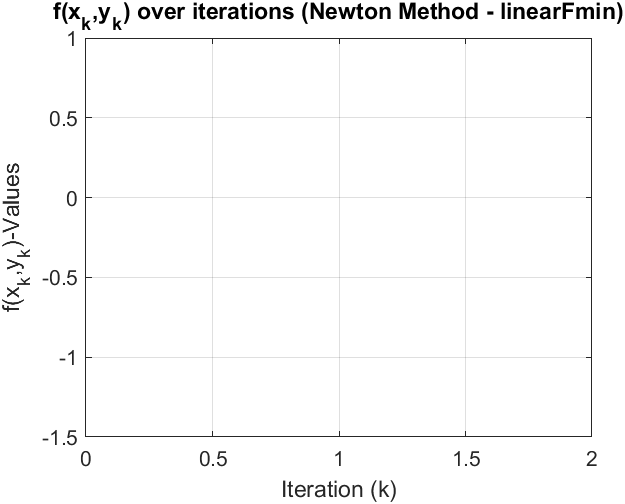 f(x_k,y_k) over iterations (Newton Method - linearFmin)
1
0.5
0
-0.5
-1
-1.5
f(x_k,y_k)-Values
0 0.5 1 1.5 2
Iteration (k)